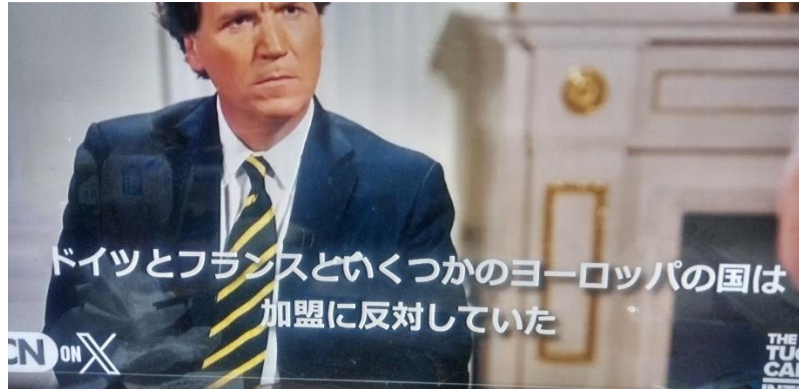 ドイツとフランスといくつかのヨーロッパの国は
加盟に反対していた
CN ON X
THE
TU
CA